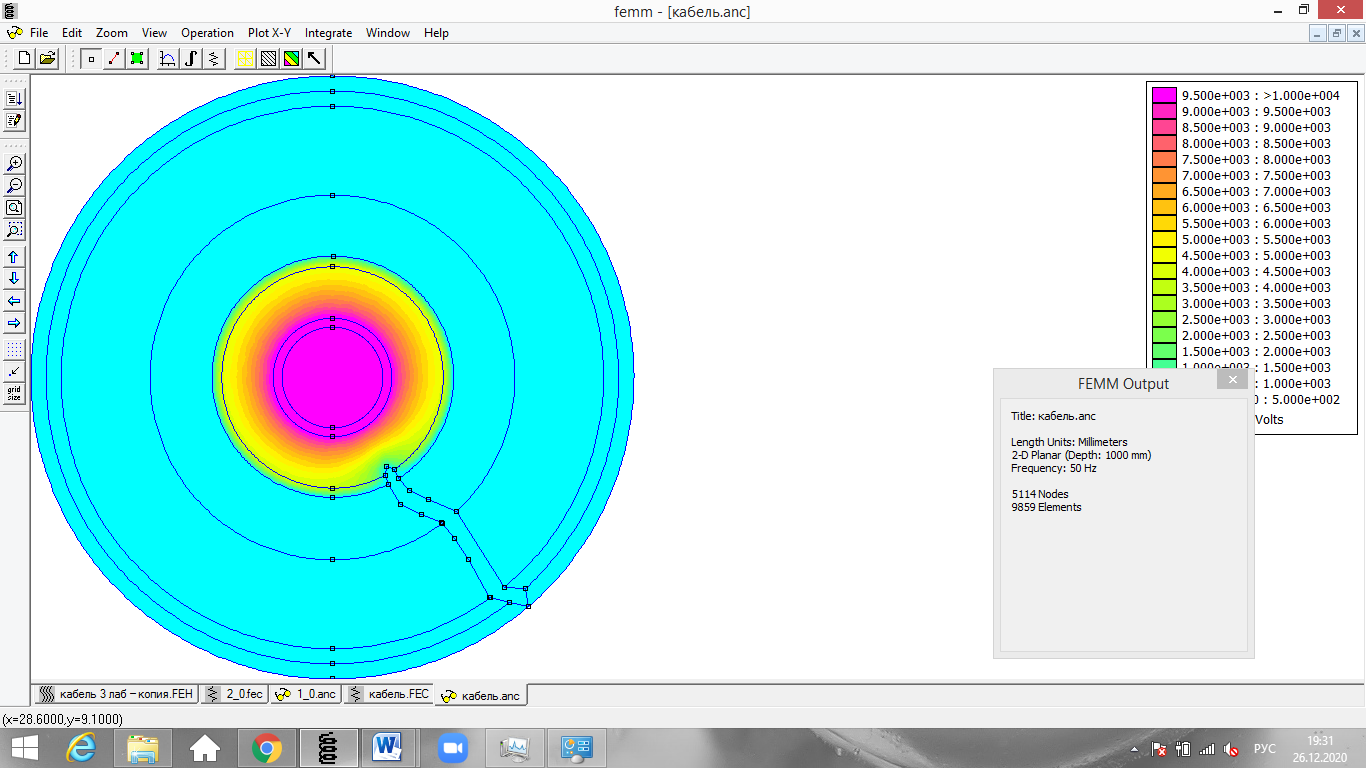 femm - [кабель.anc]
File Edit Zoom View Operation Plot X-Y Integrate Window Help
9.500e+003 : >1.000e+004
9.000e+003 : 9.500e+003
8.500e+003 : 9.000e+003
8.000e+003 : 8.500e+003
7.500e+003 : 8.000e+003
7.000e+003 : 7.500e+003
6.500e+003 : 7.000e+003
6.000e+003 : 6.500e+003
5.500e+003 : 6.000e+003
5.000e+003 : 5.500e+003
4.500e+003 : 5.000e+003
4.000e+003 : 4.500e+003
3.500e+003 : 4.000e+003
3.000e+003 : 3.500e+003
2.500e+003 : 3.000e+003
2.000e+003 : 2.500e+003
1.500e+003 : 2.000e+003
: 1.500e+003
: 1.000e+003
: 5.000e+002
Volts
grid
size
FEMM Output
Title: кабель.anc
Length Units: Millimeters
2-D Planar (Depth: 1000 mm)
Frequency: 50 Hz
5114 Nodes
9859 Elements
кабель 3 лаб – копия.FEH 2_0.fec 1_0.anc кабель.FEC кабель.anc
(x=28.6000,y=9.1000)
РУС
19:31
26.12.2020